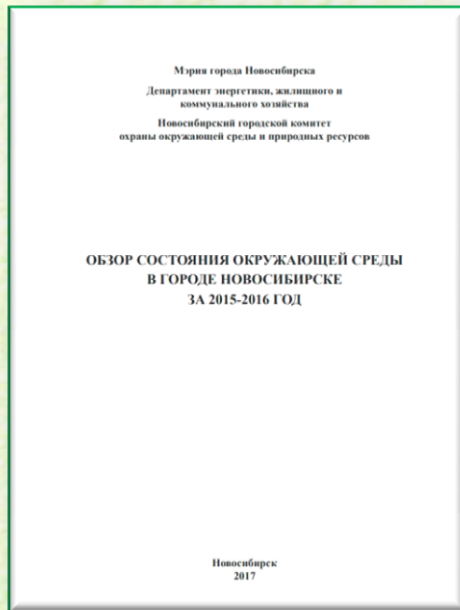 Мэрия города Новосибирска
Департамент энергетики, жилищного и
коммунального хозяйства
Новосибирский городской комитет
охраны окружающей среды и природных ресурсов
ОБЗОР СОСТОЯНИЯ ОКРУЖАЮЩЕЙ СРЕДЫ
В ГОРОДЕ НОВОСИБИРСКЕ
ЗА 2015-2016 ГОД
Новосибирск
2017